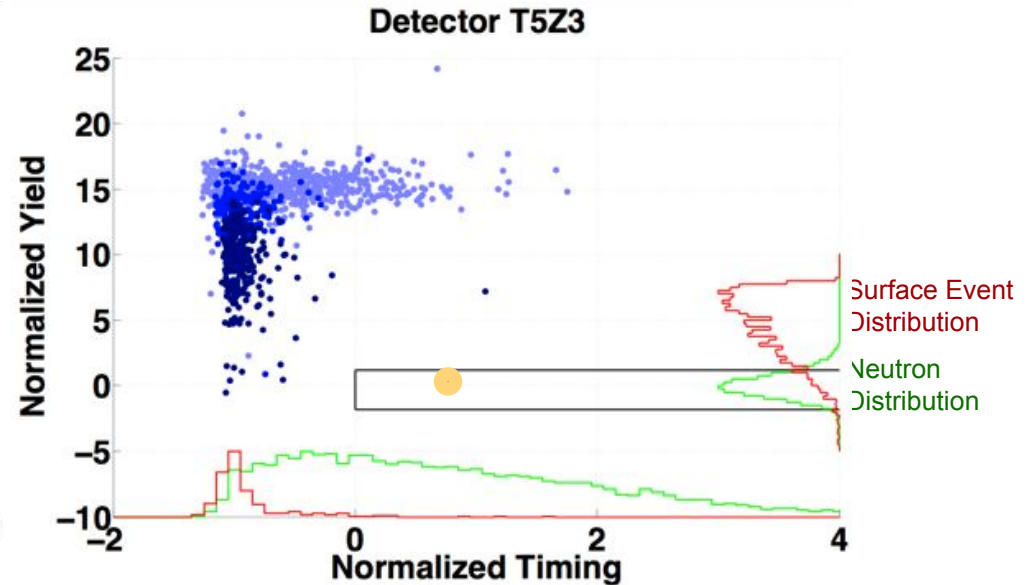 Detector T5Z3
25
20
15
10
5
0
−5
−10
Normalized Yield
Surface Event
Distribution
Neutron
Distribution
−2 0 2 4
Normalized Timing